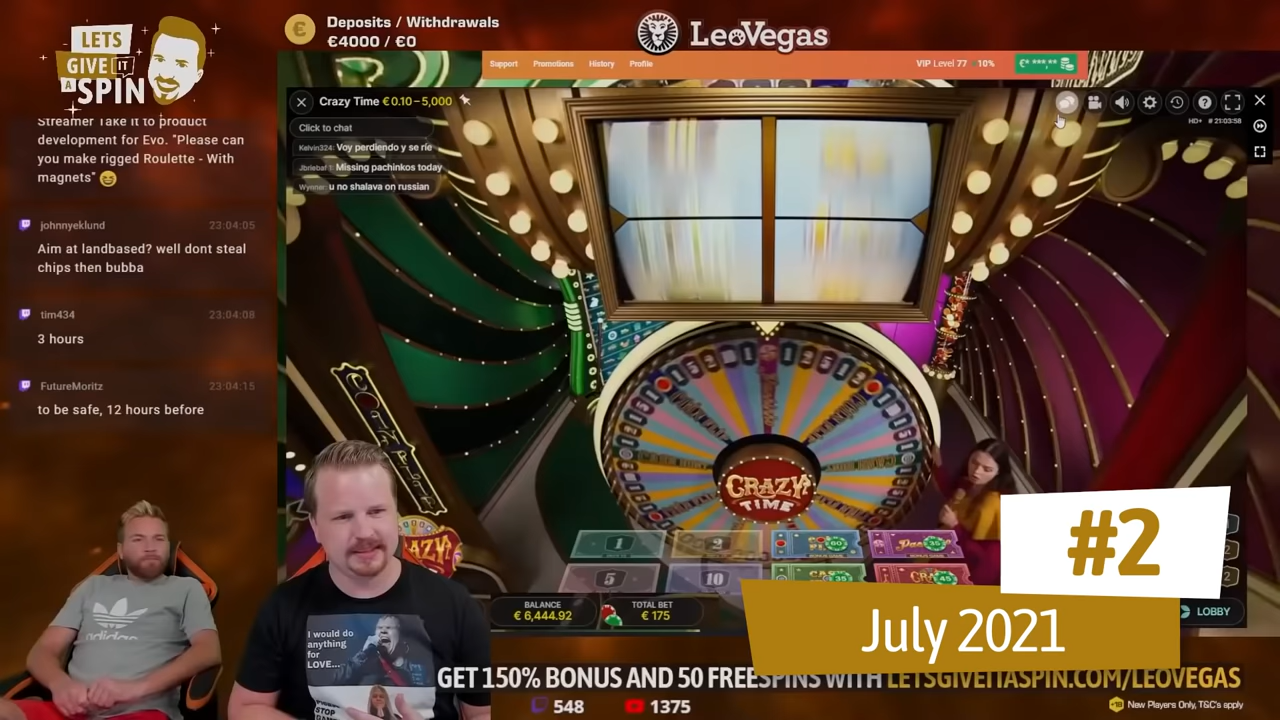 LETS
GIVE IT
A SPIN
Deposits / Withdrawals
€4000 / €0
LeoVegas
Support Promotions History Profile
VIP Level 77 10%
Crazy Time € 0.10 – 5,000
HD+ # 21:03:58
Click to chat
Kelvin324: Voy perdiendo y se ríe
Missing pachinkos today
u no shalava on russian
Streamer Take it to product
development for Evo. "Please can
you make rigged Roulette - With
magnets" 😄
johnnyeklund 23:04:05
Aim at landbased? well dont steal
chips then bubba
tim434 23:04:08
3 hours
FutureMoritz 23:04:15
to be safe, 12 hours before
CRAZY
TIME
1 2
5 10
#2
July 2021
BALANCE
€ 6,444.92
TOTAL BET
€ 175
LOBBY
adidas
I would do
anything
for
LOVE...
GET 150% BONUS AND 50 FREESPINS WITH LETSGIVEITASPIN.COM/LEOVEGAS
548 1375
+18 New Players Only, T&C's apply